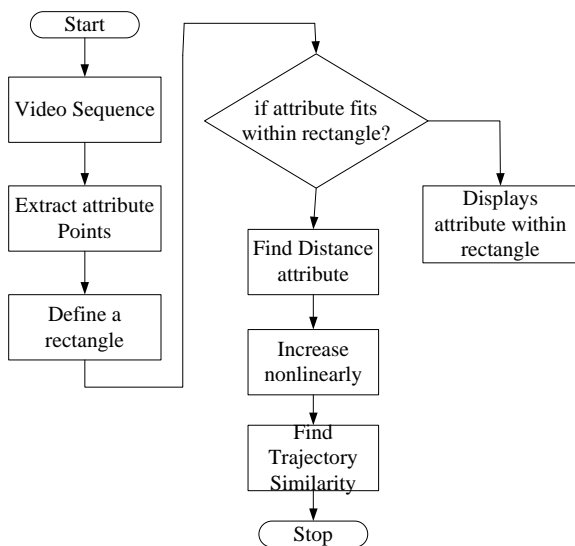 Start
Video Sequence
Extract attribute
Points
Define a
rectangle
if attribute fits
within rectangle?
Displays
attribute within
rectangle
Find Distance
attribute
Increase
nonlinearly
Find
Trajectory
Similarity
Stop